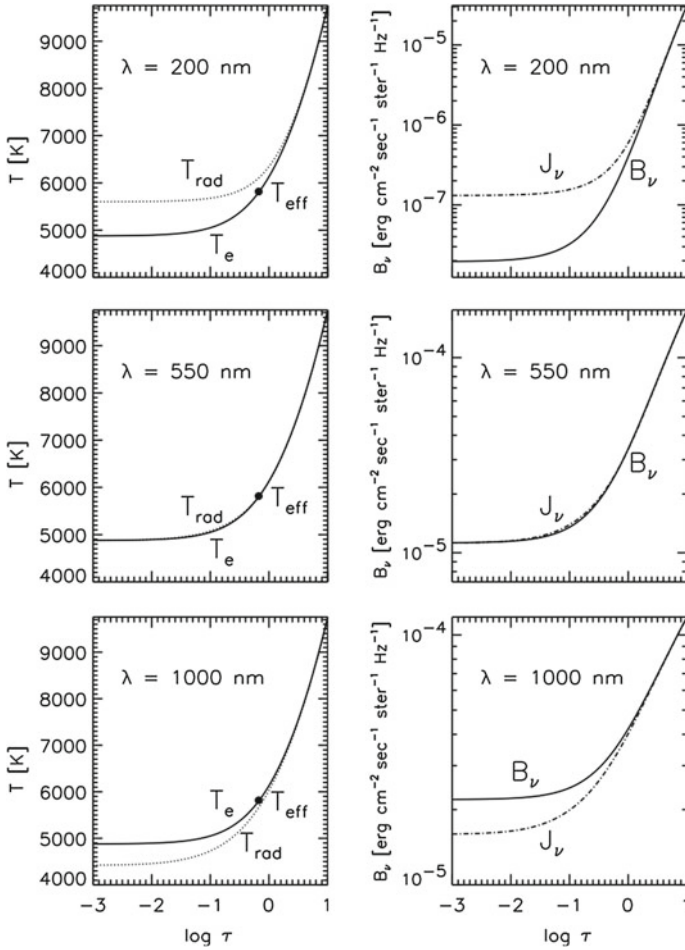 T [K]
9000
8000
7000
6000
5000
4000
λ = 200 nm
T_rad
T_eff
T_e
B_ν [erg cm⁻² sec⁻¹ ster⁻¹ Hz⁻¹]
10⁻⁵
10⁻⁶
10⁻⁷
λ = 200 nm
J_ν
B_ν
T [K]
9000
8000
7000
6000
5000
4000
λ = 550 nm
T_rad
T_eff
T_e
B_ν [erg cm⁻² sec⁻¹ ster⁻¹ Hz⁻¹]
10⁻⁴
10⁻⁵
λ = 550 nm
J_ν
B_ν
T [K]
9000
8000
7000
6000
5000
4000
λ = 1000 nm
T_e
T_eff
T_rad
-3 -2 -1 0 1
log τ
B_ν [erg cm⁻² sec⁻¹ ster⁻¹ Hz⁻¹]
10⁻⁴
10⁻⁵
λ = 1000 nm
B_ν
J_ν
-3 -2 -1 0 1
log τ